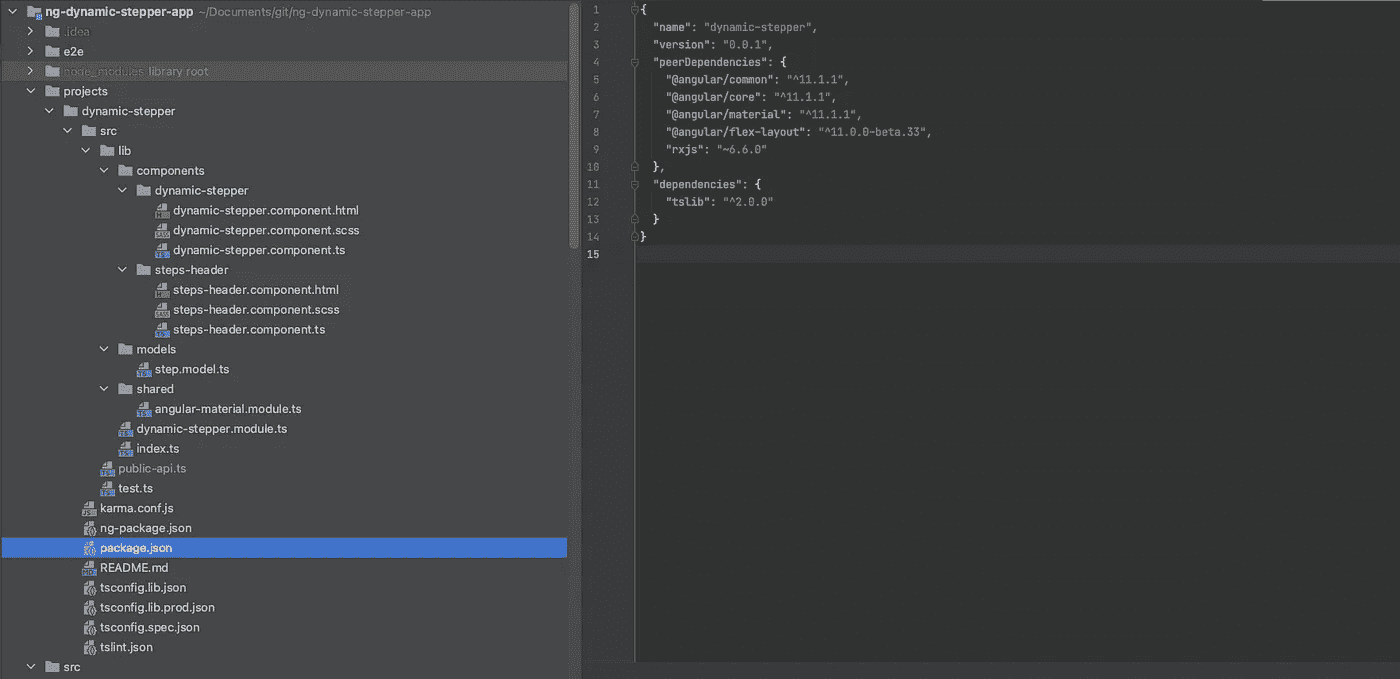 ng-dynamic-stepper-app ~/Documents/git/ng-dynamic-stepper-app
.idea
e2e
node_modules library root
projects
dynamic-stepper
src
lib
components
dynamic-stepper
dynamic-stepper.component.html
dynamic-stepper.component.scss
dynamic-stepper.component.ts
steps-header
steps-header.component.html
steps-header.component.scss
steps-header.component.ts
models
step.model.ts
shared
angular-material.module.ts
dynamic-stepper.module.ts
index.ts
public-api.ts
test.ts
karma.conf.js
ng-package.json
package.json
README.md
tsconfig.lib.json
tsconfig.lib.prod.json
tsconfig.spec.json
tslint.json
src
1 {
2 "name": "dynamic-stepper",
3 "version": "0.0.1",
4 "peerDependencies": {
5 "@angular/common": "^11.1.1",
6 "@angular/core": "^11.1.1",
7 "@angular/material": "^11.1.1",
8 "@angular/flex-layout": "^11.0.0-beta.33",
9 "rxjs": "~6.6.0"
10 },
11 "dependencies": {
12 "tslib": "^2.0.0"
13 }
14 }
15